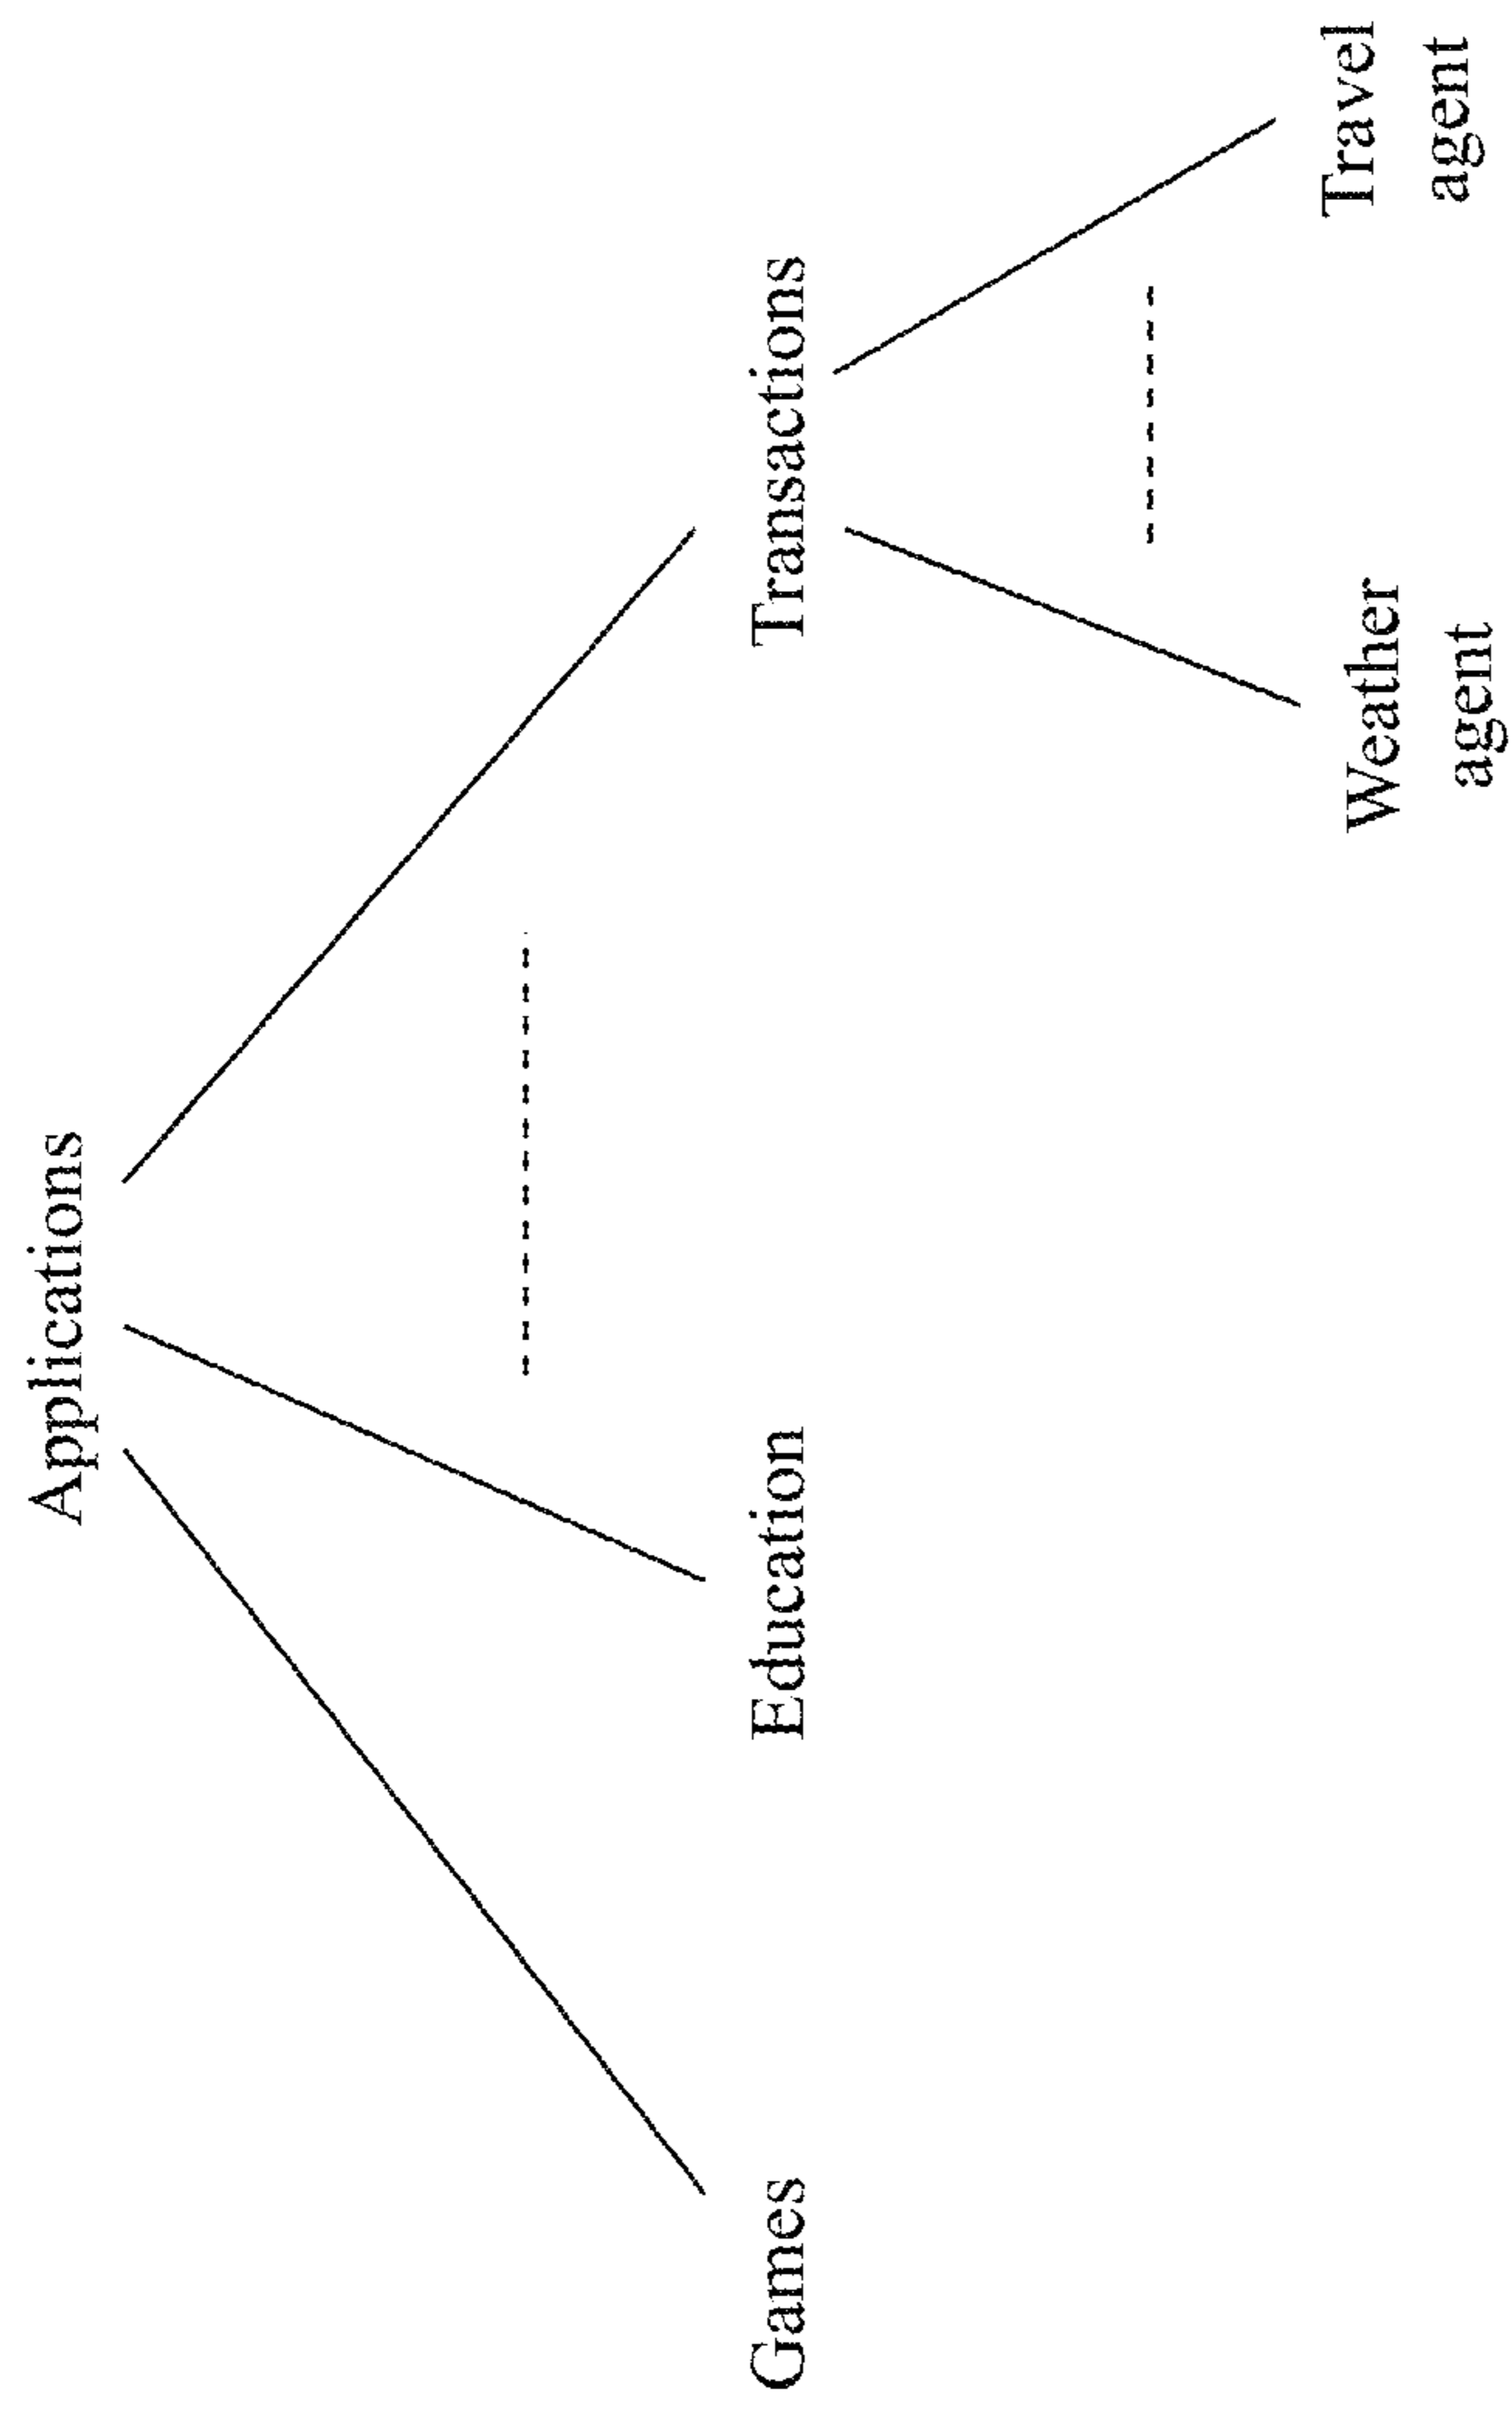 Applications
Games
Education
Transactions
Weather
agent
Travel
agent